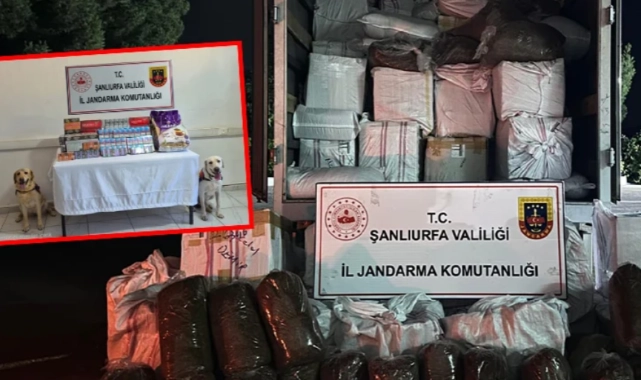 T.C.
ŞANLIURFA VALİLİĞİ
İL JANDARMA KOMUTANLIĞI
T.C.
ŞANLIURFA VALİLİĞİ
İL JANDARMA KOMUTANLIĞI